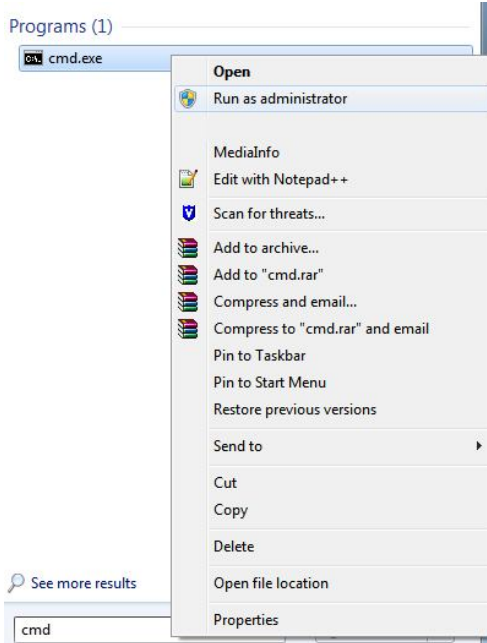 Programs (1)
cmd.exe
Open
Run as administrator
MediaInfo
Edit with Notepad++
Scan for threats...
Add to archive...
Add to "cmd.rar"
Compress and email...
Compress to "cmd.rar" and email
Pin to Taskbar
Pin to Start Menu
Restore previous versions
Send to
Cut
Copy
Delete
Open file location
Properties
See more results
cmd